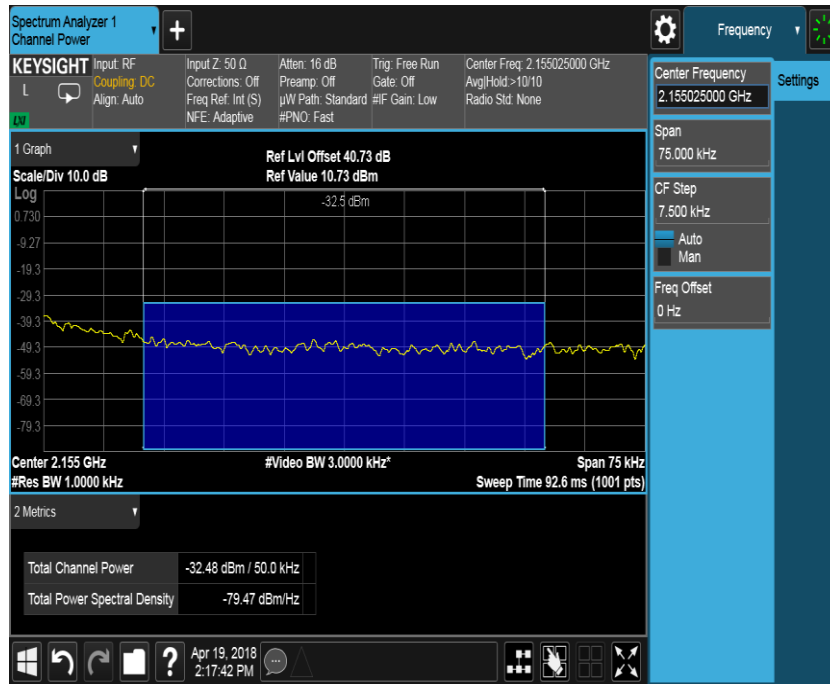 Spectrum Analyzer 1
Channel Power
+
Frequency
KEYSIGHT
L
LXI
Input: RF
Coupling: DC
Align: Auto
Input Z: 50 Ω
Corrections: Off
Freq Ref: Int (S)
NFE: Adaptive
Atten: 16 dB
Preamp: Off
µW Path: Standard
#PNO: Fast
Trig: Free Run
Gate: Off
#IF Gain: Low
Center Freq: 2.155025000 GHz
Avg|Hold:>10/10
Radio Std: None
Center Frequency
2.155025000 GHz
Settings
Span
75.000 kHz
CF Step
7.500 kHz
Auto
Man
Freq Offset
0 Hz
1 Graph
Scale/Div 10.0 dB
Ref Lvl Offset 40.73 dB
Ref Value 10.73 dBm
Log
-32.5 dBm
0.730
-9.27
-19.3
-29.3
-39.3
-49.3
-59.3
-69.3
-79.3
Center 2.155 GHz
#Res BW 1.0000 kHz
#Video BW 3.0000 kHz*
Span 75 kHz
Sweep Time 92.6 ms (1001 pts)
2 Metrics
Total Channel Power -32.48 dBm / 50.0 kHz
Total Power Spectral Density -79.47 dBm/Hz
?
Apr 19, 2018
2:17:42 PM